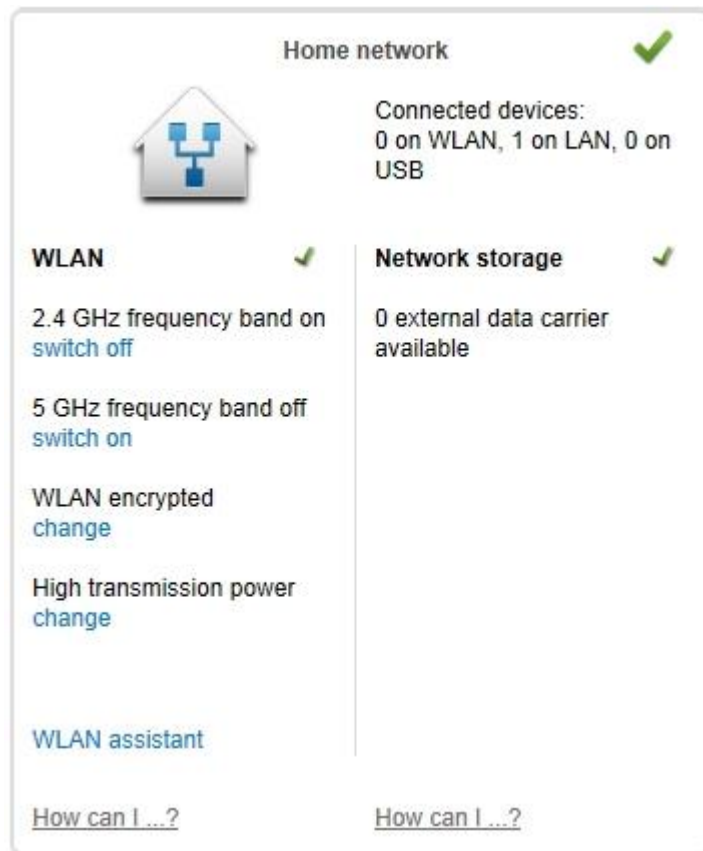 Home network
Connected devices:
0 on WLAN, 1 on LAN, 0 on
USB
WLAN
2.4 GHz frequency band on
switch off
5 GHz frequency band off
switch on
WLAN encrypted
change
High transmission power
change
WLAN assistant
How can I ...?
Network storage
0 external data carrier
available
How can I ...?